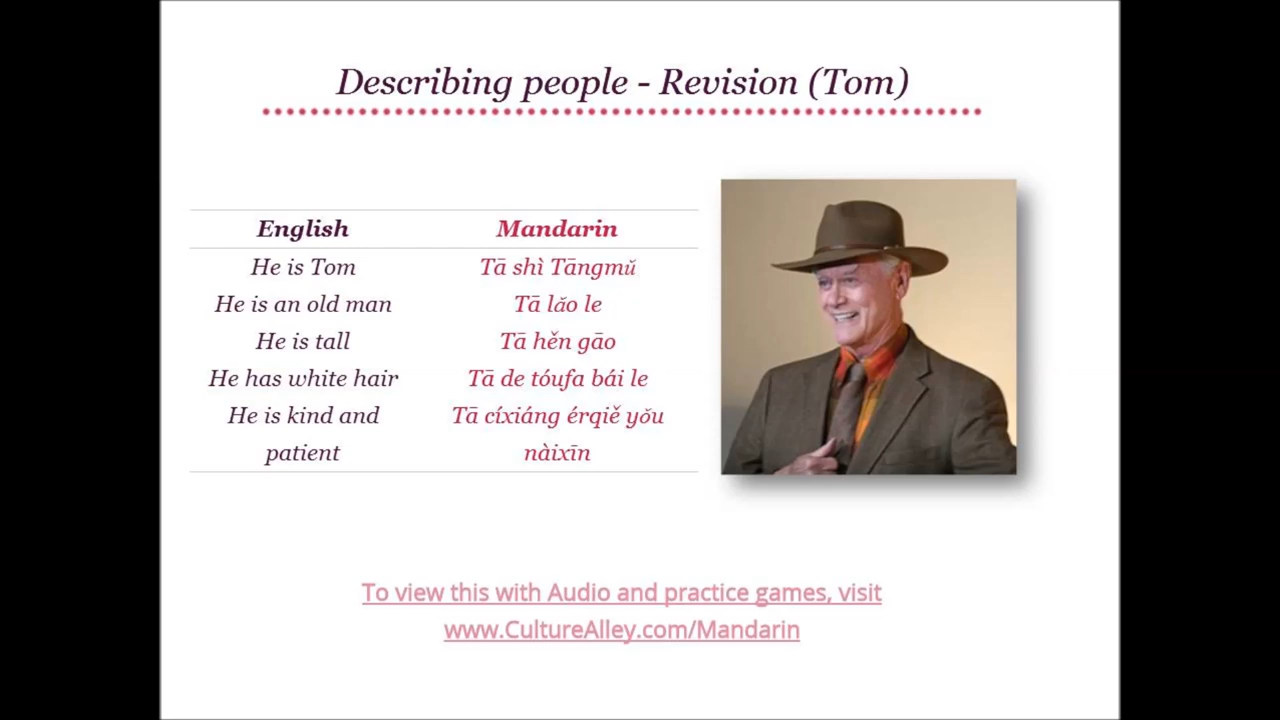 Describing people - Revision (Tom)
English Mandarin
He is Tom Tā shì Tāngmǔ
He is an old man Tā lǎo le
He is tall Tā hěn gāo
He has white hair Tā de tóufa bái le
He is kind and Tā cíxiáng érqiě yǒu
patient nàixīn
To view this with Audio and practice games, visit
www.CultureAlley.com/Mandarin